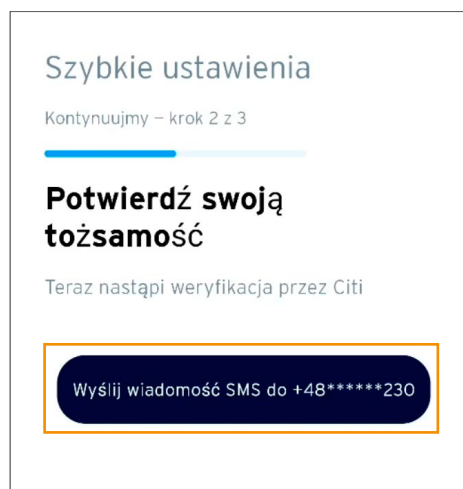 Szybkie ustawienia
Kontynuujmy – krok 2 z 3
Potwierdź swoją
tożsamość
Teraz nastąpi weryfikacja przez Citi
Wyślij wiadomość SMS do +48******230